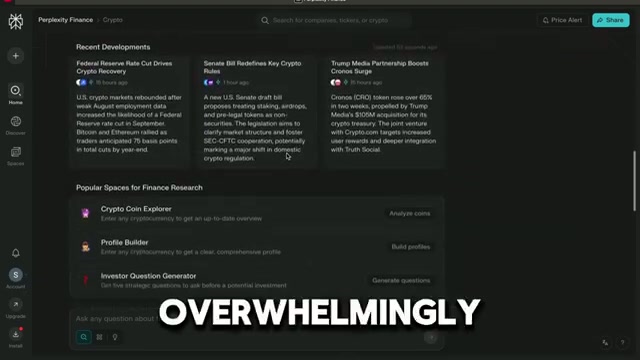 Perplexity Finance
Perplexity Finance › Crypto
Search for companies, tickers, or crypto
Price Alert
Share
Recent Developments
Federal Reserve Rate Cut Drives
Crypto Recovery
U.S. crypto markets rebounded after
weak August employment data
increased the likelihood of a Federal
Reserve rate cut in September.
Bitcoin and Ethereum rallied as
traders anticipated 75 basis points
in total cuts by year-end.
Senate Bill Redefines Key Crypto
Rules
1 hour ago
A new U.S. Senate draft bill
proposes treating staking, airdrops,
and pre-legal tokens as non-
securities. The legislation aims to
clarify market structure and foster
SEC-CFTC cooperation, potentially
marking a major shift in domestic
crypto regulation.
Trump Media Partnership Boosts
Cronos Surge
16 hours ago
Cronos (CRO) token rose over 65%
in two weeks, propelled by Trump
Media's $105M acquisition for its
crypto treasury. The joint venture
with Crypto.com targets increased
user rewards and deeper integration
with Truth Social.
Home
Discover
Spaces
Popular Spaces for Finance Research
Crypto Coin Explorer
Enter any cryptocurrency to get an up-to-date overview
Analyze coins
Profile Builder
Enter any cryptocurrency to get a clear, comprehensive profile
Build profiles
Investor Question Generator
Get five strategic questions to ask before a potential investment
Generate questions
S
Account
Upgrade
Install
Ask any question about
OVERWHELMINGLY